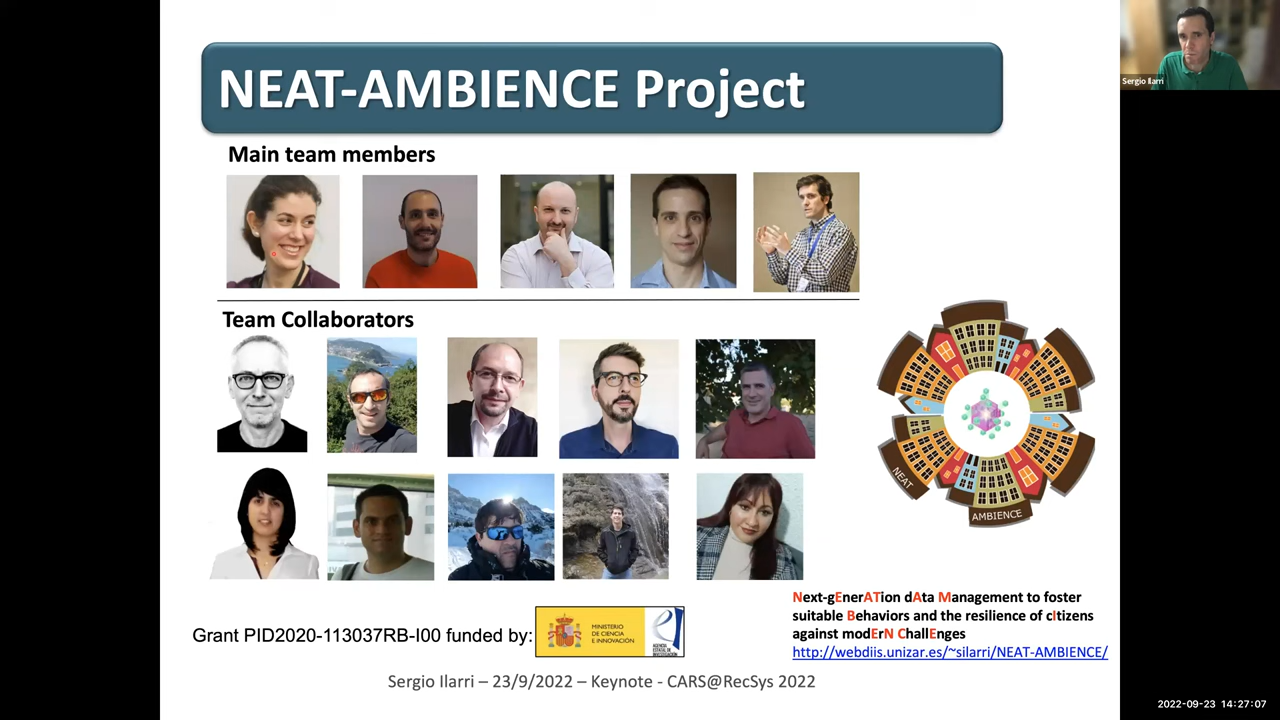 NEAT-AMBIENCE Project
Sergio Ilarri
Main team members
Team Collaborators
NEAT
AMBIENCE
Next-gEnerATion dAta Management to foster
suitable Behaviors and the resilience of cItizens
against modErN ChallEnges
http://webdiis.unizar.es/~silarri/NEAT-AMBIENCE/
Grant PID2020-113037RB-I00 funded by:
MINISTERIO
DE CIENCIA
E INNOVACIÓN
AGENCIA
ESTATAL DE
INVESTIGACIÓN
Sergio Ilarri – 23/9/2022 – Keynote - CARS@RecSys 2022
2022-09-23 14:27:07